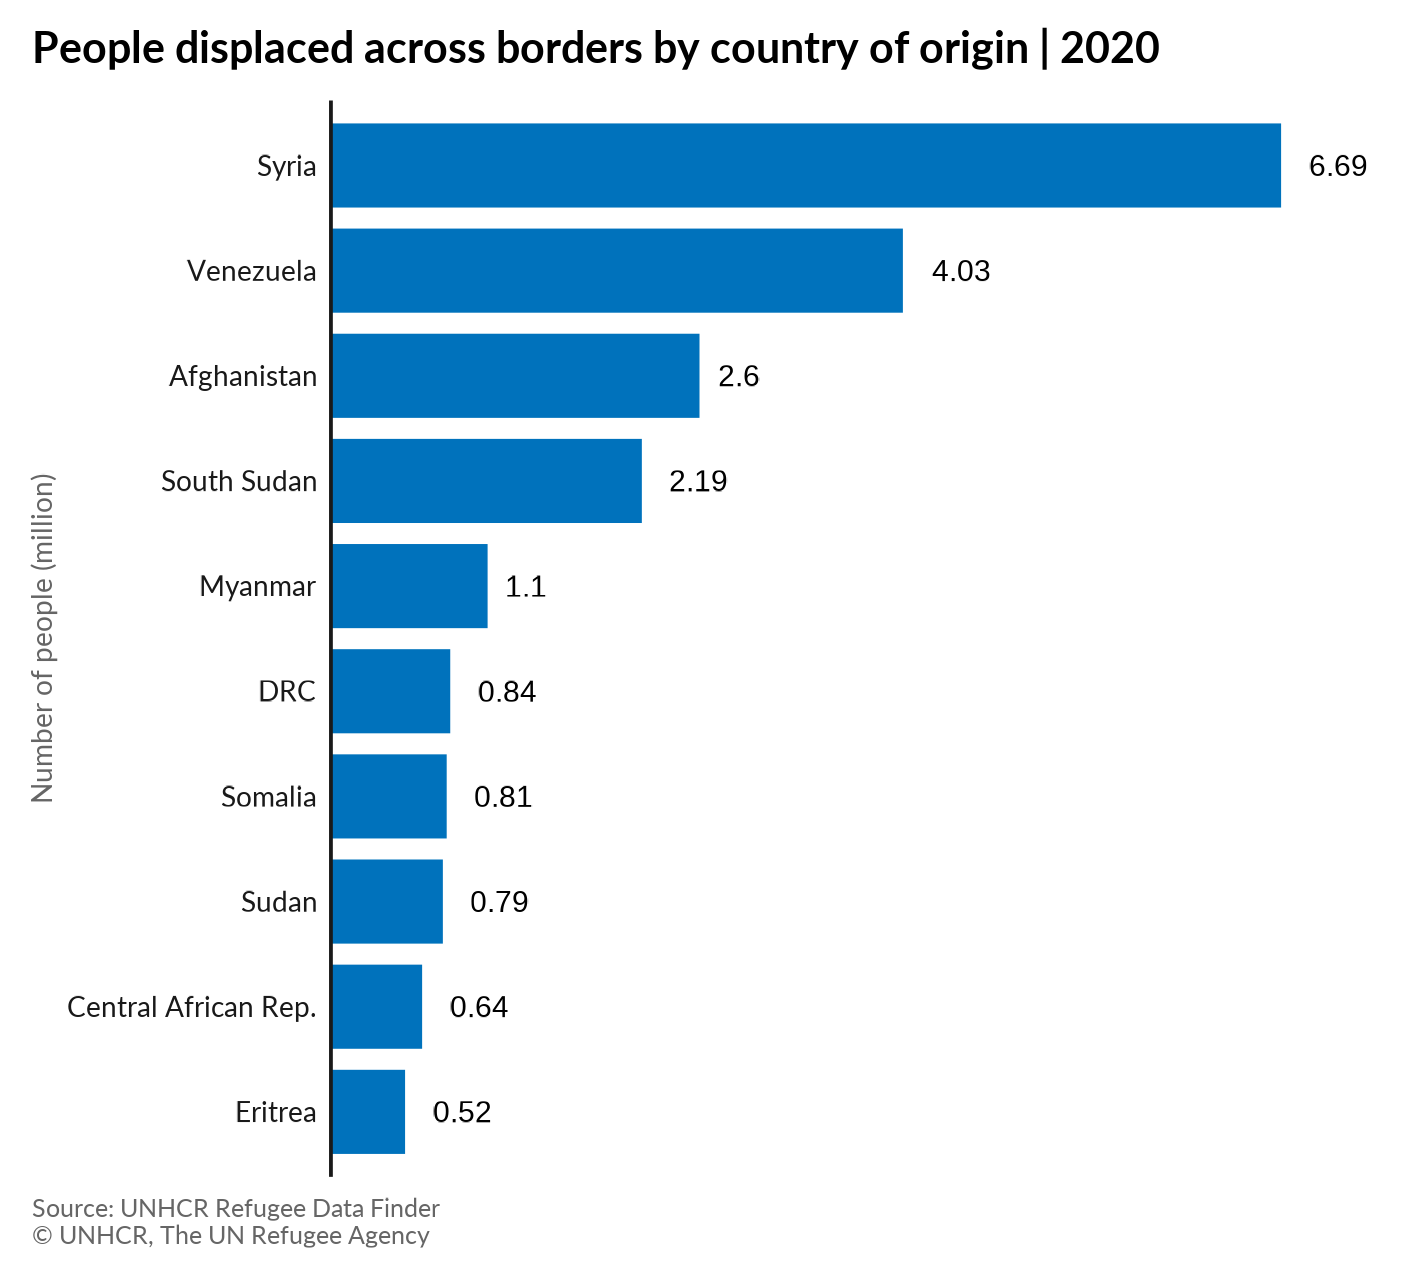 People displaced across borders by country of origin | 2020
Number of people (million)
Syria 6.69
Venezuela 4.03
Afghanistan 2.6
South Sudan 2.19
Myanmar 1.1
DRC 0.84
Somalia 0.81
Sudan 0.79
Central African Rep. 0.64
Eritrea 0.52
Source: UNHCR Refugee Data Finder
© UNHCR, The UN Refugee Agency